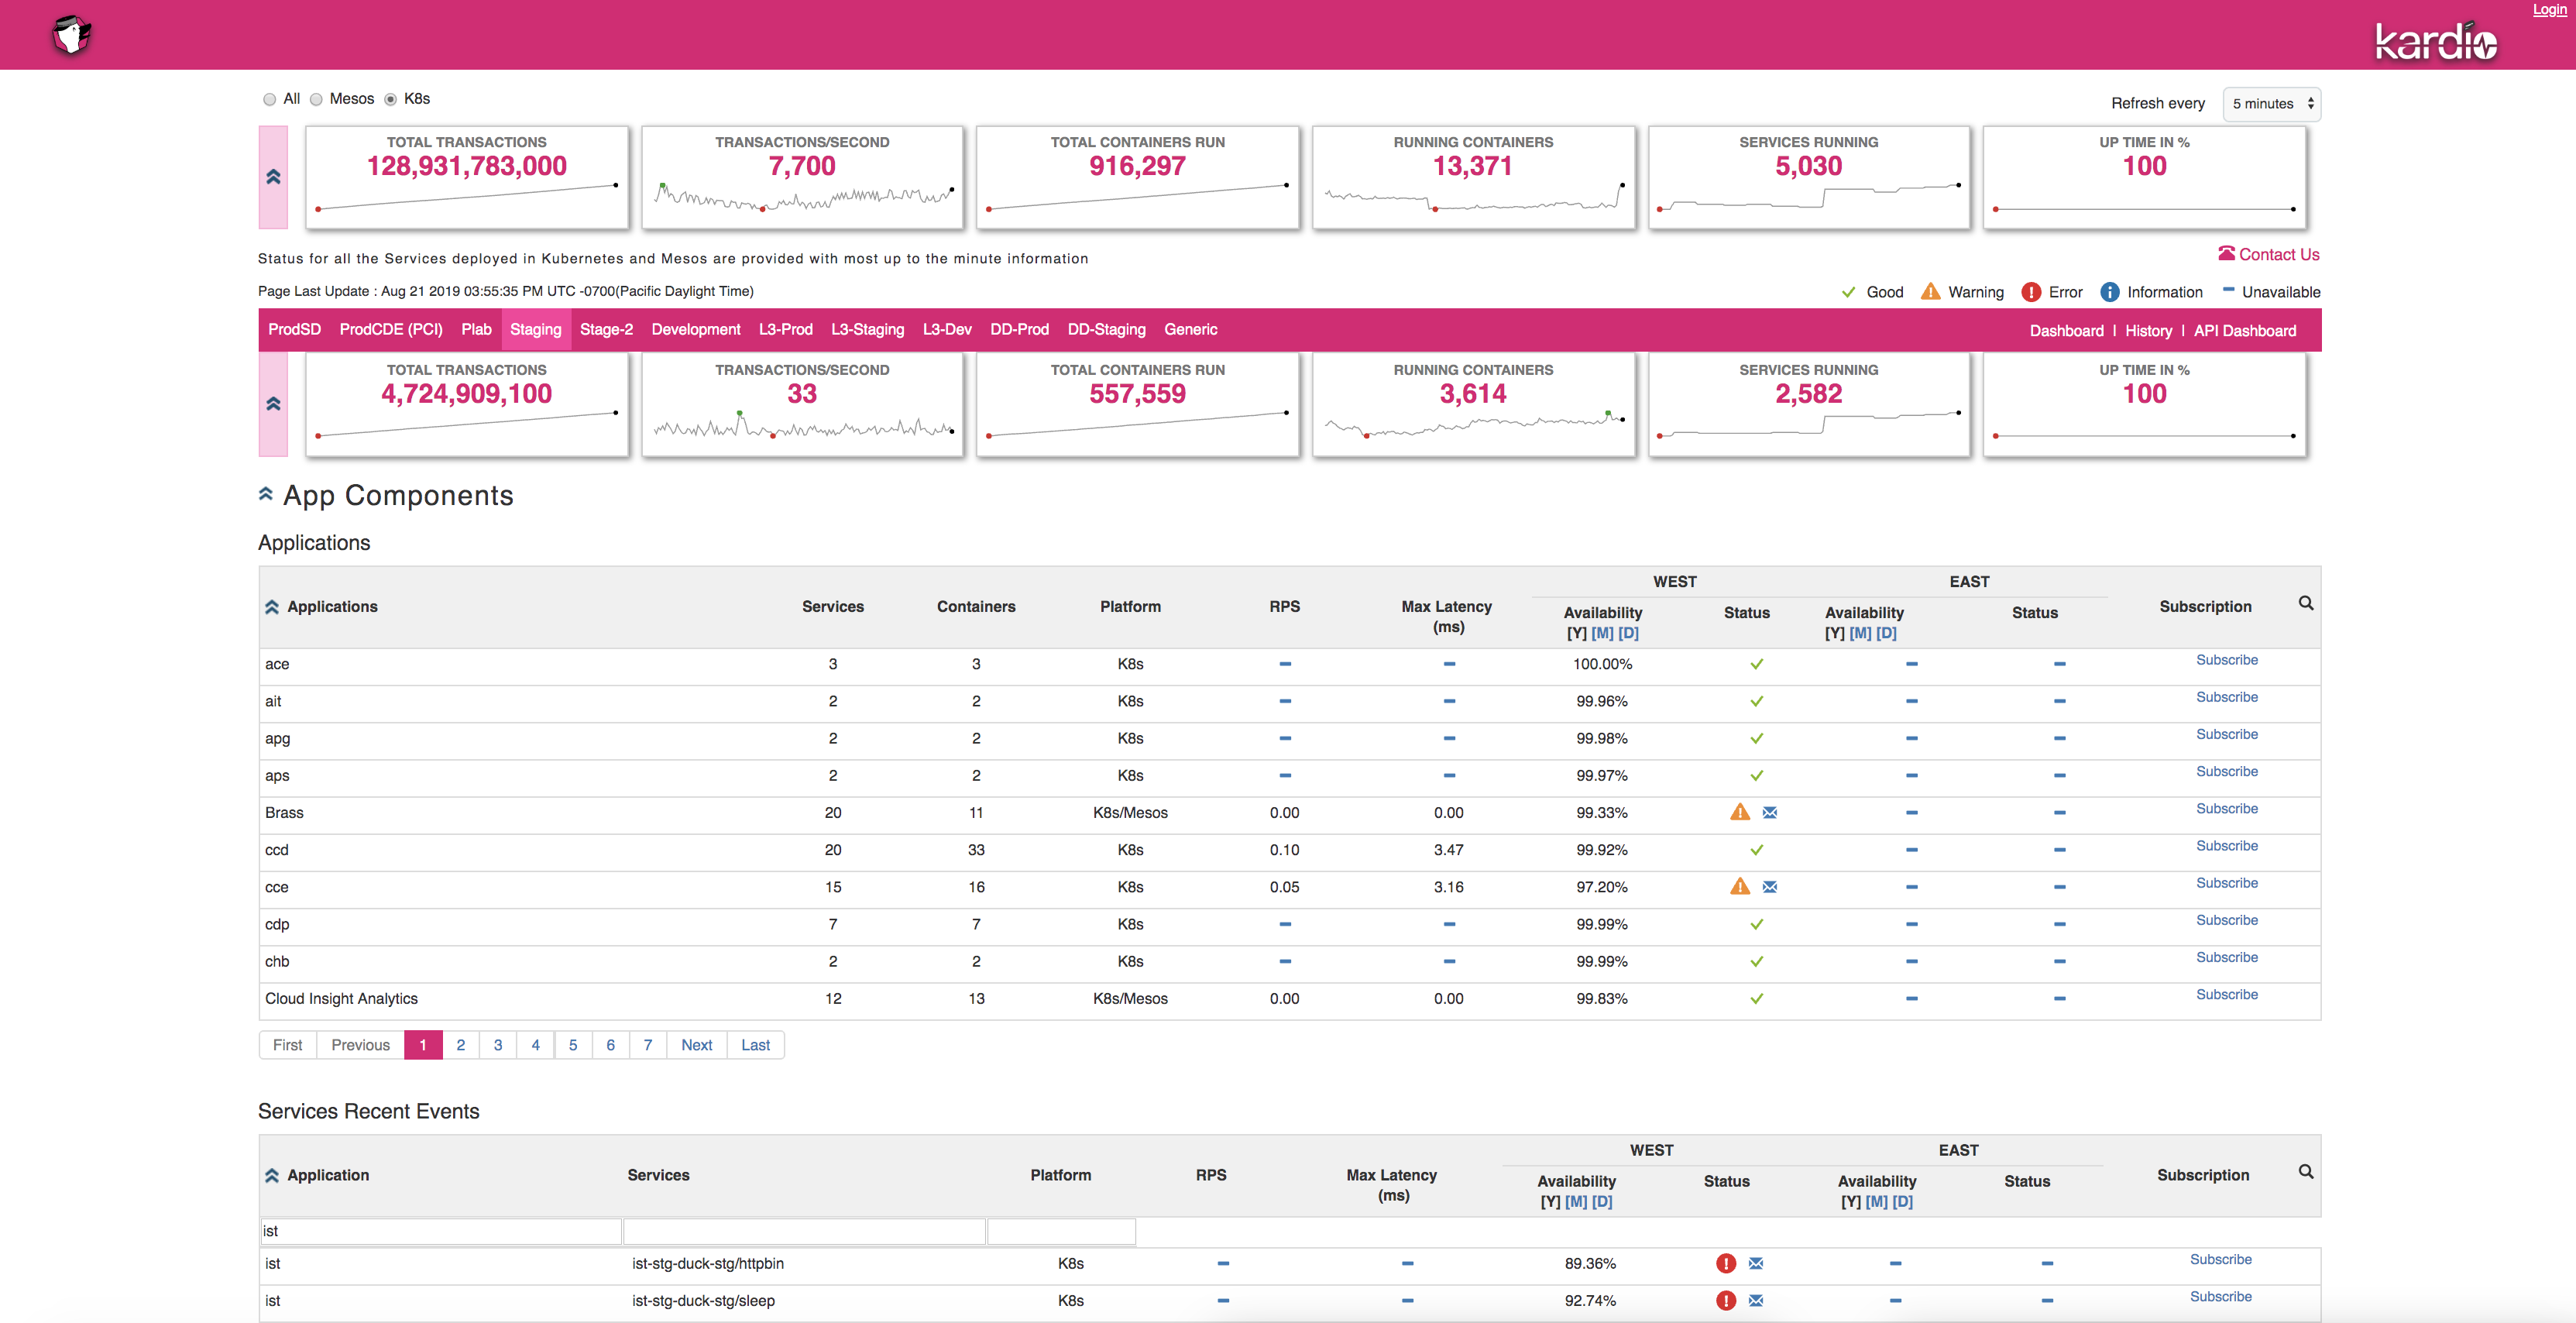 Login
kardio
All Mesos K8s
Refresh every 5 minutes
TOTAL TRANSACTIONS TRANSACTIONS/SECOND TOTAL CONTAINERS RUN RUNNING CONTAINERS SERVICES RUNNING UP TIME IN %
128,931,783,000 7,700 916,297 13,371 5,030 100
Status for all the Services deployed in Kubernetes and Mesos are provided with most up to the minute information
Contact Us
Page Last Update : Aug 21 2019 03:55:35 PM UTC -0700(Pacific Daylight Time)
Good Warning Error Information Unavailable
ProdSD ProdCDE (PCI) Plab Staging Stage-2 Development L3-Prod L3-Staging L3-Dev DD-Prod DD-Staging Generic Dashboard | History | API Dashboard
TOTAL TRANSACTIONS TRANSACTIONS/SECOND TOTAL CONTAINERS RUN RUNNING CONTAINERS SERVICES RUNNING UP TIME IN %
4,724,909,100 33 557,559 3,614 2,582 100
App Components
Applications
WEST EAST
Applications Services Containers Platform RPS Max Latency (ms) Availability Status Availability Status Subscription
[Y] [M] [D] [Y] [M] [D]
ace 3 3 K8s 100.00% Subscribe
ait 2 2 K8s 99.96% Subscribe
apg 2 2 K8s 99.98% Subscribe
aps 2 2 K8s 99.97% Subscribe
Brass 20 11 K8s/Mesos 0.00 0.00 99.33% Subscribe
ccd 20 33 K8s 0.10 3.47 99.92% Subscribe
cce 15 16 K8s 0.05 3.16 97.20% Subscribe
cdp 7 7 K8s 99.99% Subscribe
chb 2 2 K8s 99.99% Subscribe
Cloud Insight Analytics 12 13 K8s/Mesos 0.00 0.00 99.83% Subscribe
First Previous 1 2 3 4 5 6 7 Next Last
Services Recent Events
WEST EAST
Application Services Platform RPS Max Latency (ms) Availability Status Availability Status Subscription
[Y] [M] [D] [Y] [M] [D]
ist
ist ist-stg-duck-stg/httpbin K8s 89.36% Subscribe
ist ist-stg-duck-stg/sleep K8s 92.74% Subscribe